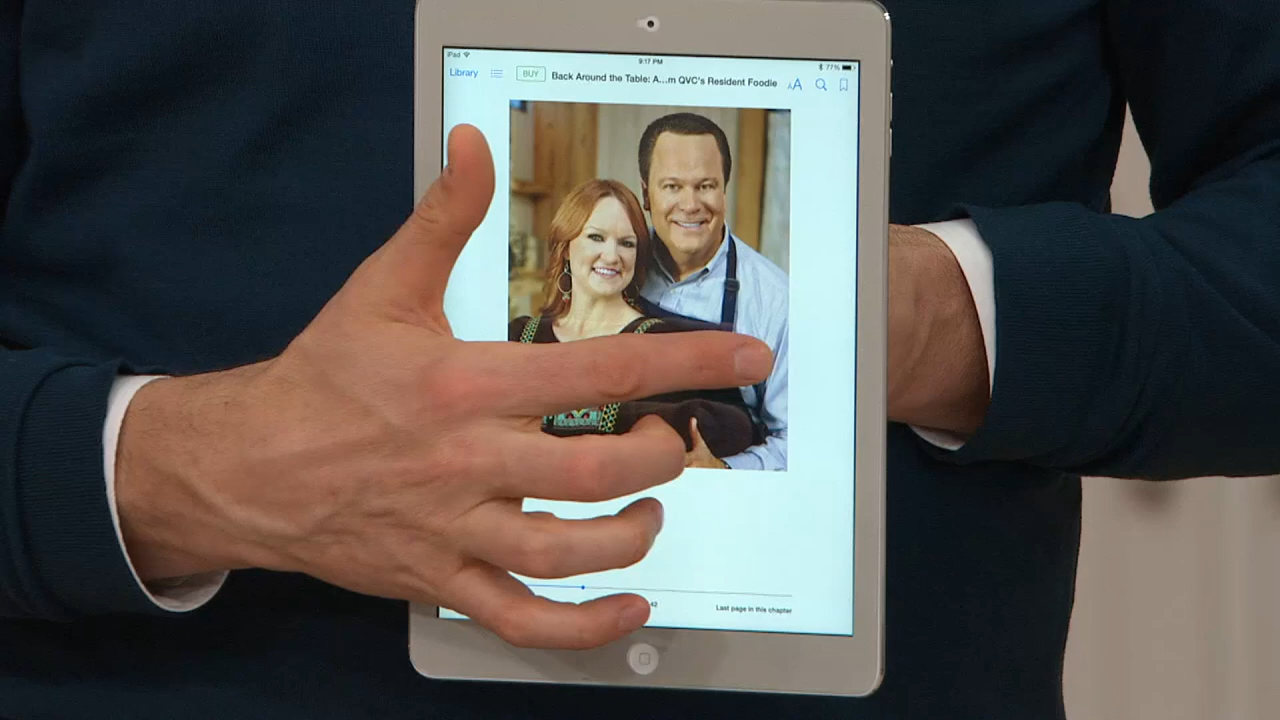 iPad
9:17 PM
77%
Library
BUY
Back Around the Table: A...m QVC's Resident Foodie
AA
42
Last page in this chapter